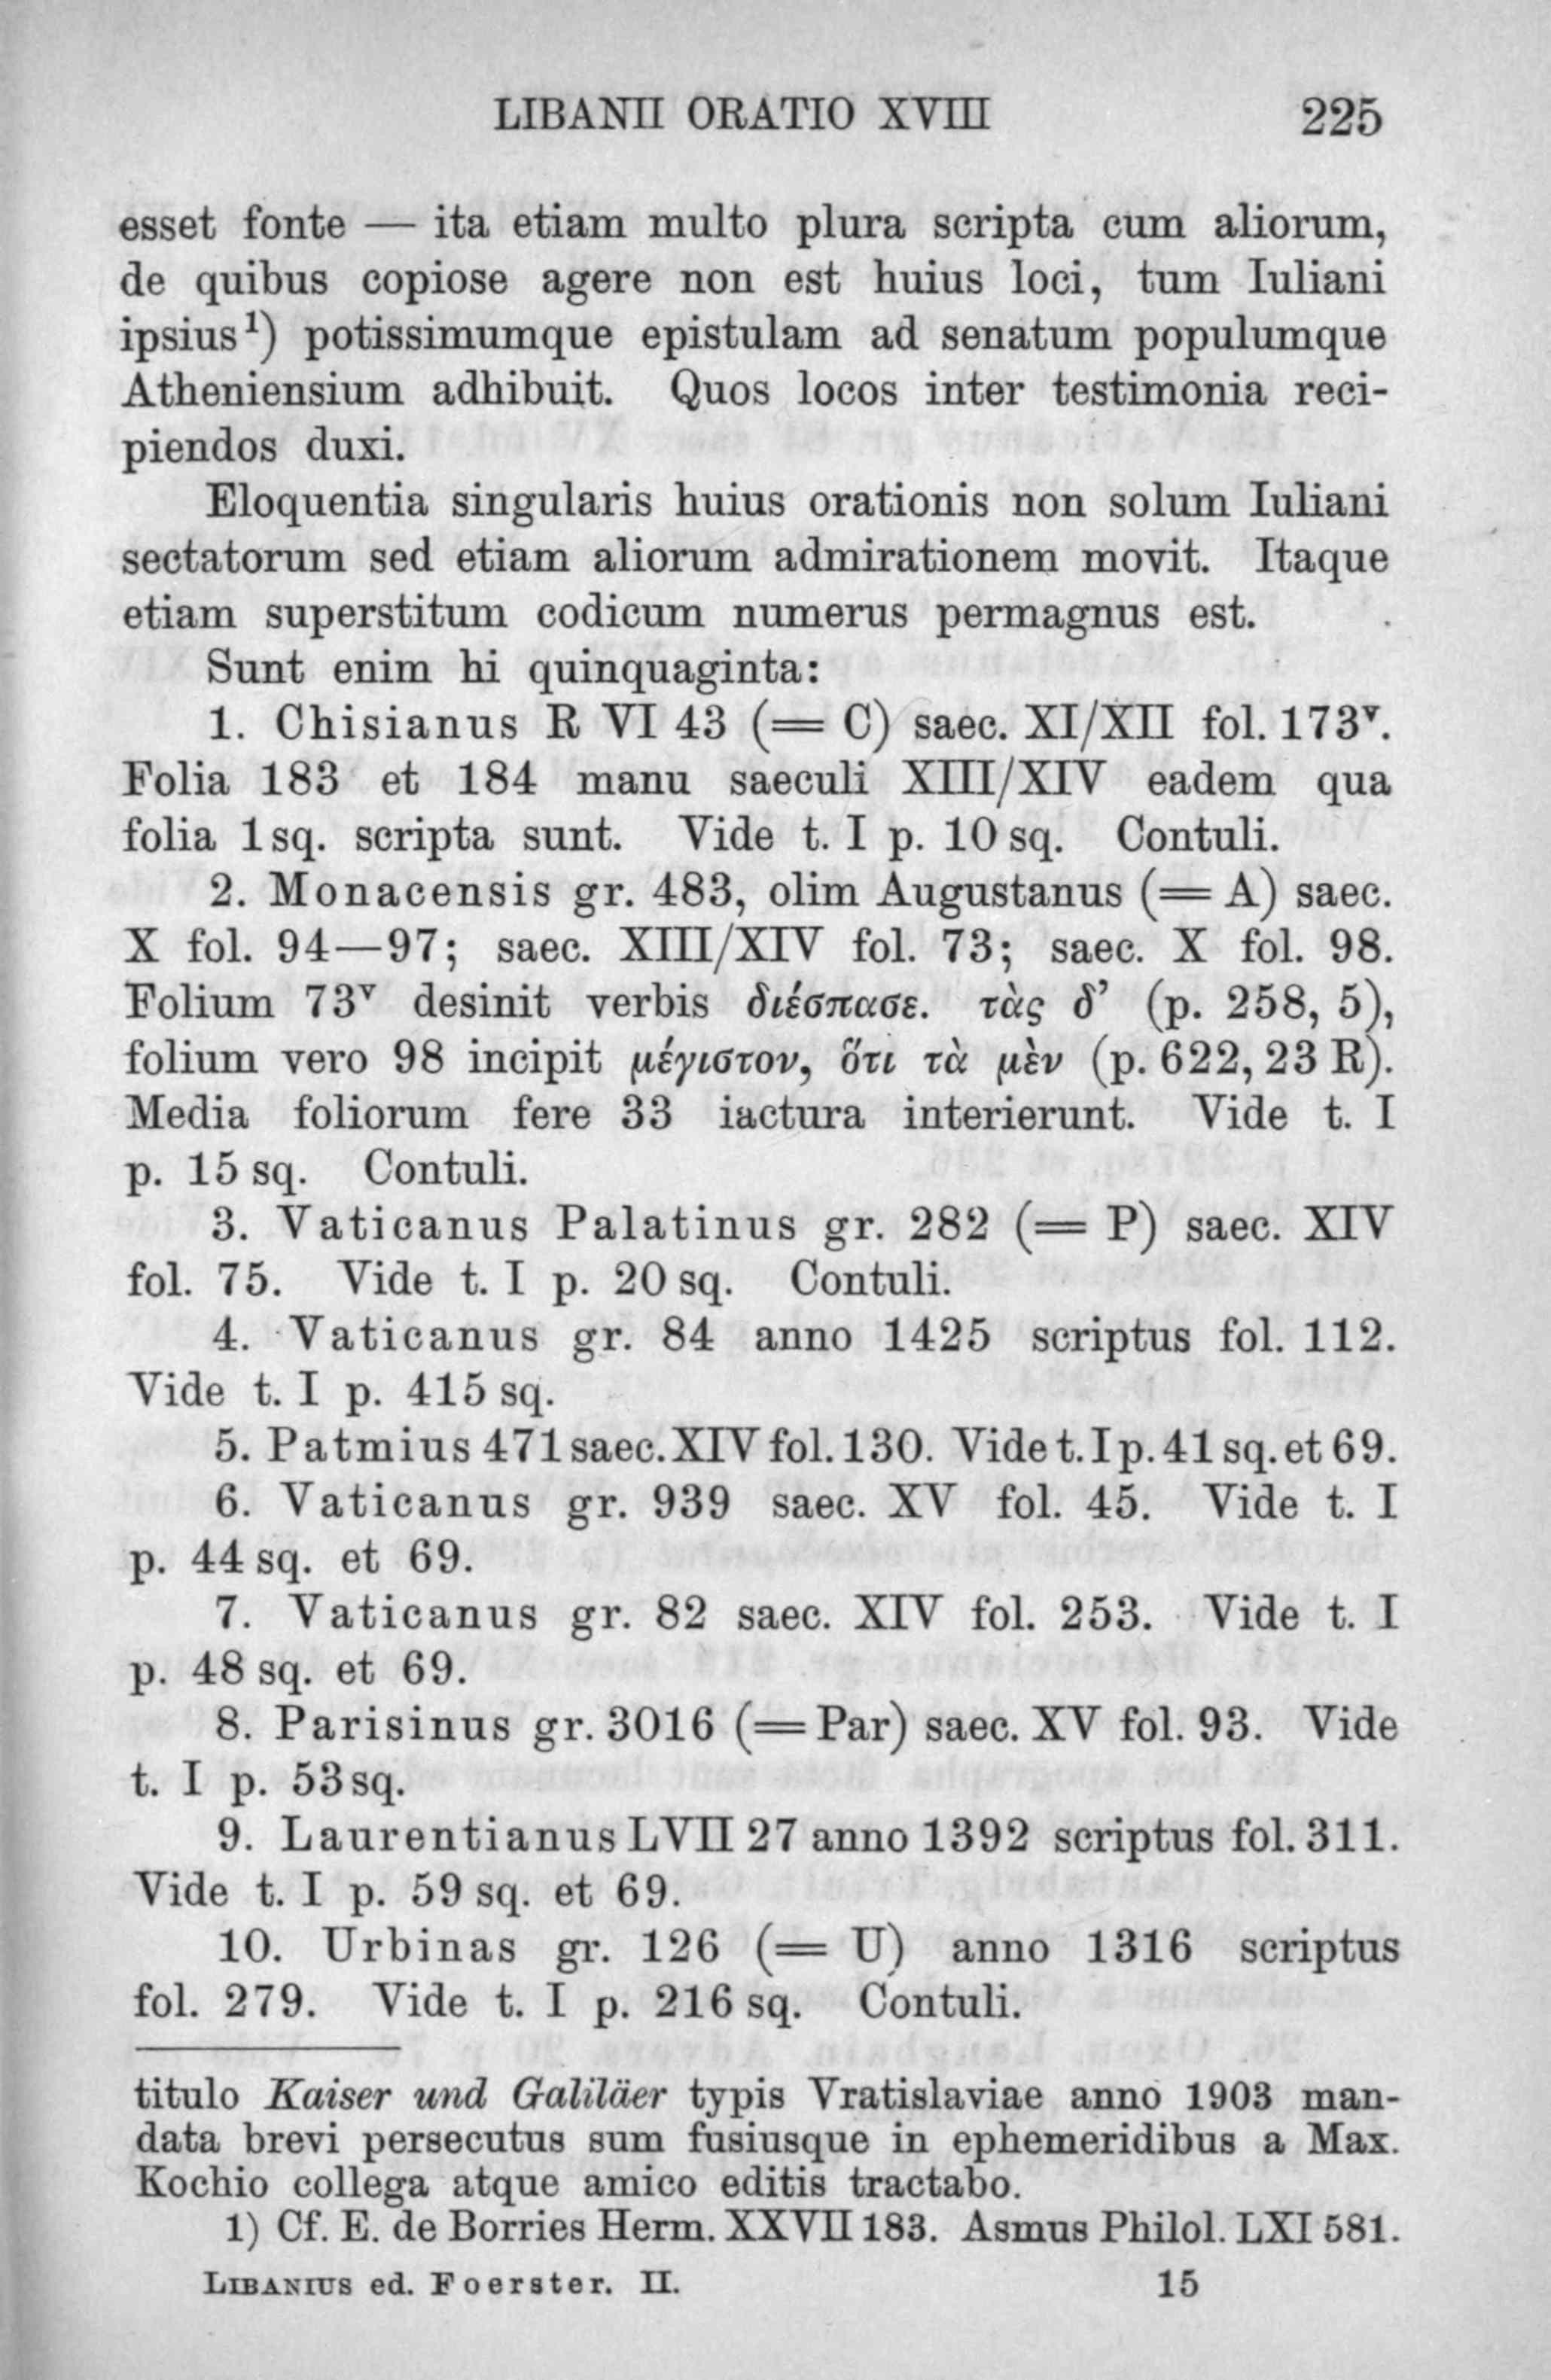 LIBANII ORATIO XVIII 225
esset fonte — ita etiam multo plura scripta cum aliorum,
de quibus copiose agere non est huius loci, tum Iuliani
ipsius¹) potissimumque epistulam ad senatum populumque
Atheniensium adhibuit. Quos locos inter testimonia reci-
piendos duxi.
Eloquentia singularis huius orationis non solum Iuliani
sectatorum sed etiam aliorum admirationem movit. Itaque
etiam superstitum codicum numerus permagnus est.
Sunt enim hi quinquaginta:
1. Chisianus R VI 43 (= C) saec. XI/XII fol. 173ᵛ.
Folia 183 et 184 manu saeculi XIII/XIV eadem qua
folia 1 sq. scripta sunt. Vide t. I p. 10 sq. Contuli.
2. Monacensis gr. 483, olim Augustanus (= A) saec.
X fol. 94—97; saec. XIII/XIV fol. 73; saec. X fol. 98.
Folium 73ᵛ desinit verbis διέσπασε. τὰς δ’ (p. 258, 5),
folium vero 98 incipit μέγιστον, ὅτι τὰ μὲν (p. 622, 23 R).
Media foliorum fere 33 iactura interierunt. Vide t. I
p. 15 sq. Contuli.
3. Vaticanus Palatinus gr. 282 (= P) saec. XIV
fol. 75. Vide t. I p. 20 sq. Contuli.
4. Vaticanus gr. 84 anno 1425 scriptus fol. 112.
Vide t. I p. 415 sq.
5. Patmius 471 saec. XIV fol. 130. Vide t. I p. 41 sq. et 69.
6. Vaticanus gr. 939 saec. XV fol. 45. Vide t. I
p. 44 sq. et 69.
7. Vaticanus gr. 82 saec. XIV fol. 253. Vide t. I
p. 48 sq. et 69.
8. Parisinus gr. 3016 (= Par) saec. XV fol. 93. Vide
t. I p. 53 sq.
9. Laurentianus LVII 27 anno 1392 scriptus fol. 311.
Vide t. I p. 59 sq. et 69.
10. Urbinas gr. 126 (= U) anno 1316 scriptus
fol. 279. Vide t. I p. 216 sq. Contuli.
titulo Kaiser und Galiläer typis Vratislaviae anno 1903 man-
data brevi persecutus sum fusiusque in ephemeridibus a Max.
Kochio collega atque amico editis tractabo.
1) Cf. E. de Borries Herm. XXVII 183. Asmus Philol. LXI 581.
LIBANIUS ed. Foerster. II. 15